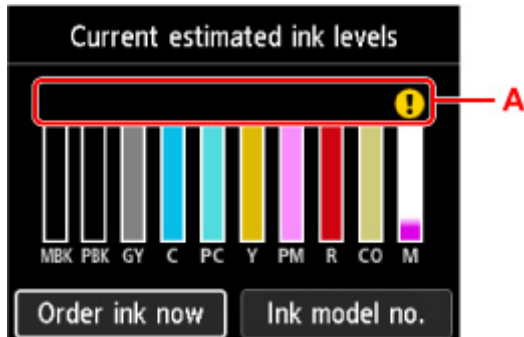 Current estimated ink levels
A
MBK PBK GY C PC Y PM R CO M
Order ink now Ink model no.